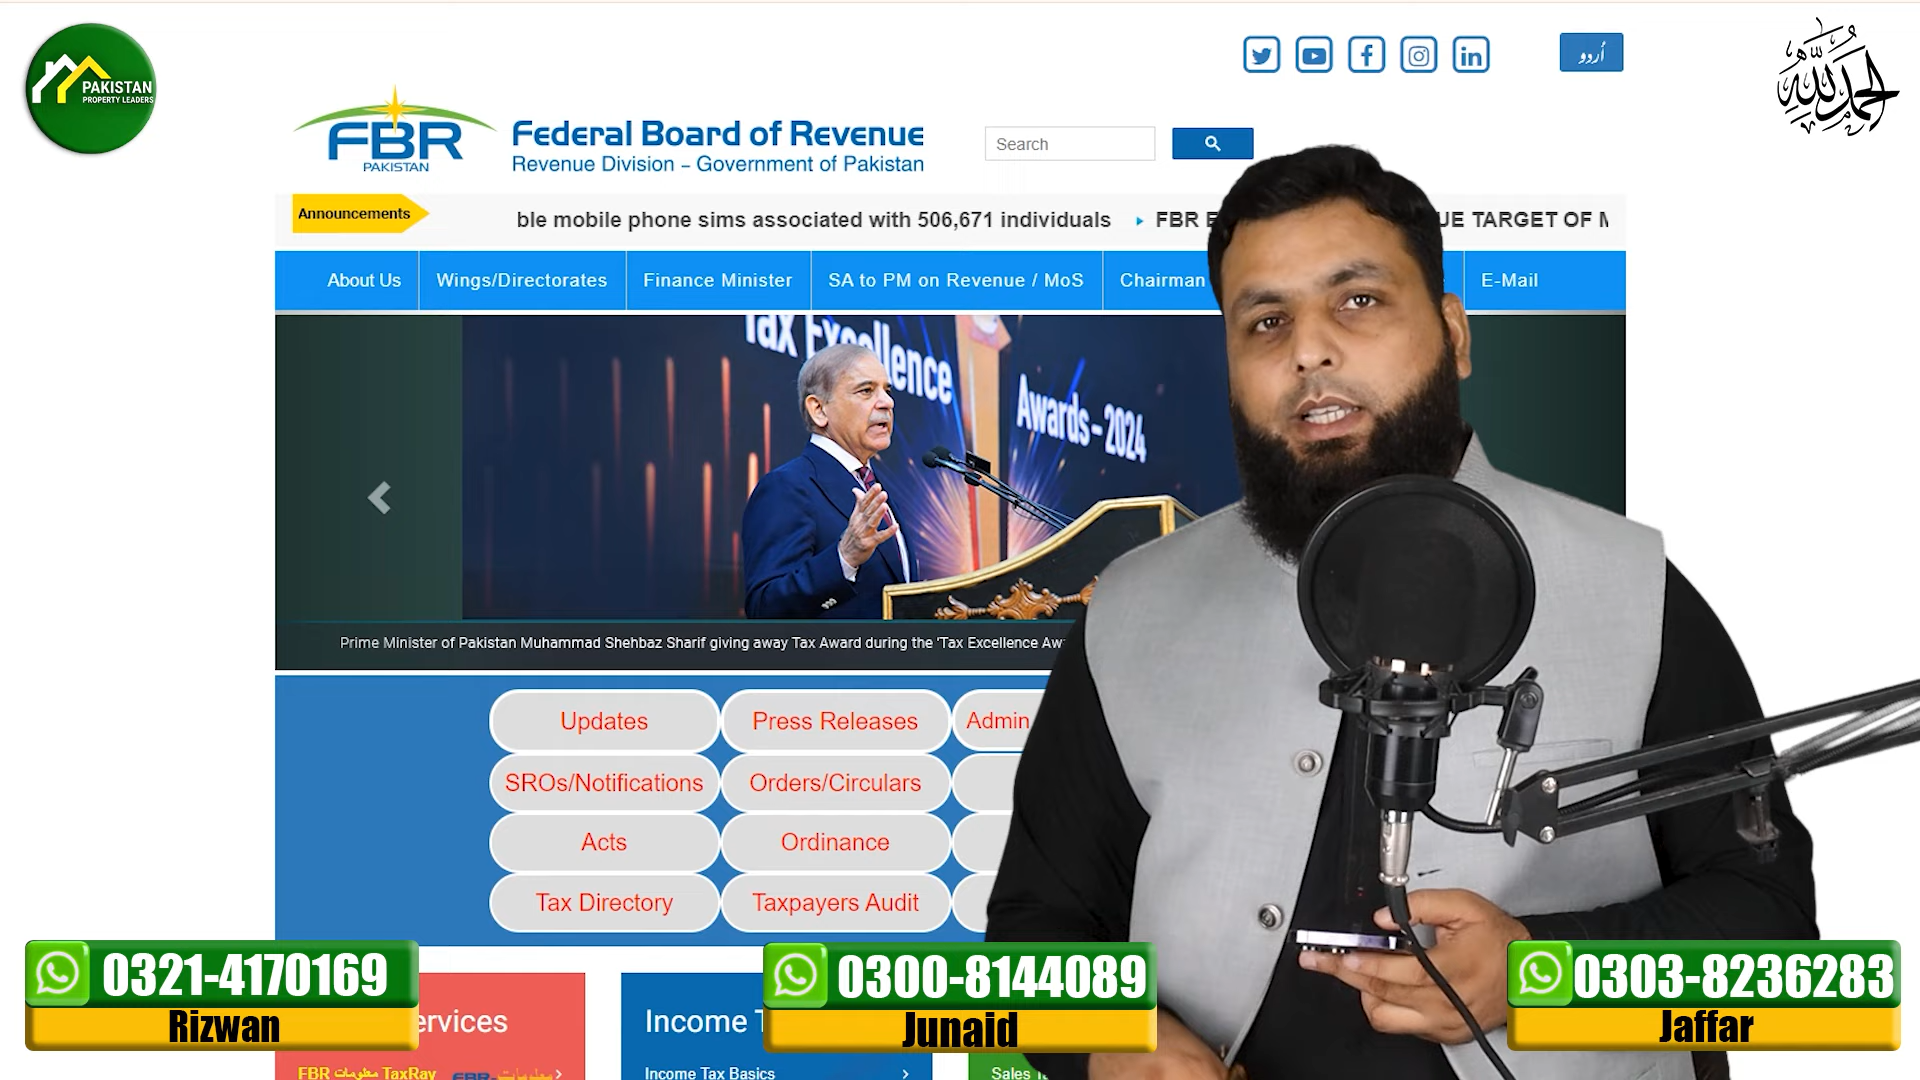 PAKISTAN
PROPERTY LEADERS
اُردو
الحمدللہ
FBR
PAKISTAN
Federal Board of Revenue
Revenue Division – Government of Pakistan
Search
Announcements
ble mobile phone sims associated with 506,671 individuals
FBR
UE TARGET OF
About Us
Wings/Directorates
Finance Minister
SA to PM on Revenue / MoS
Chairman
E-Mail
Tax Excellence
Awards - 2024
Prime Minister of Pakistan Muhammad Shehbaz Sharif giving away Tax Award during the 'Tax Excellence
Updates
Press Releases
Admin
SROs/Notifications
Orders/Circulars
Acts
Ordinance
Tax Directory
Taxpayers Audit
0321-4170169
Rizwan
0300-8144089
Junaid
0303-8236283
Jaffar
ervices
Income
FBR معلومات TaxRay
Income Tax Basics
Sales